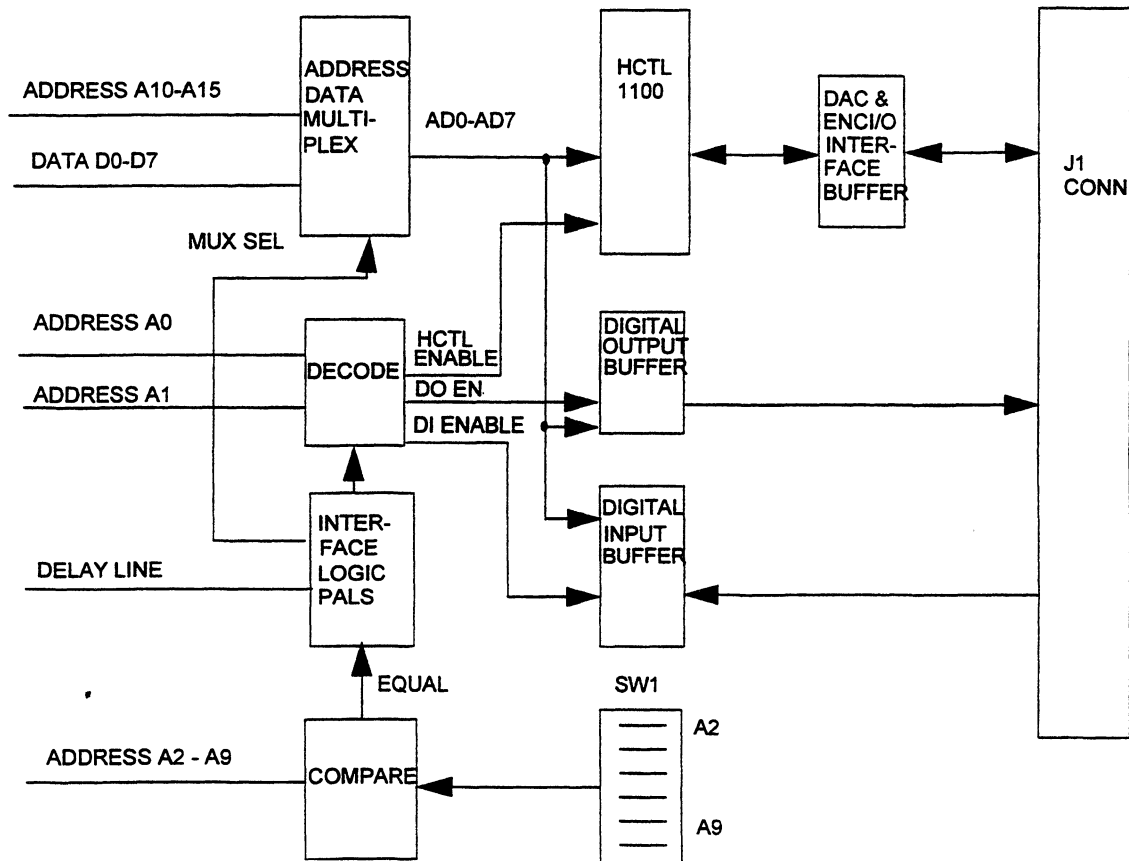 ADDRESS A10-A15
DATA D0-D7
ADDRESS
DATA
MULTI-
PLEX
AD0-AD7
HCTL
1100
DAC &
ENCI/O
INTER-
FACE
BUFFER
J1
CONN
MUX SEL
ADDRESS A0
ADDRESS A1
DECODE
HCTL
ENABLE
DO EN.
DI ENABLE
DIGITAL
OUTPUT
BUFFER
DIGITAL
INPUT
BUFFER
INTER-
FACE
LOGIC
PALS
DELAY LINE
EQUAL
SW1
A2
A9
ADDRESS A2 - A9
COMPARE